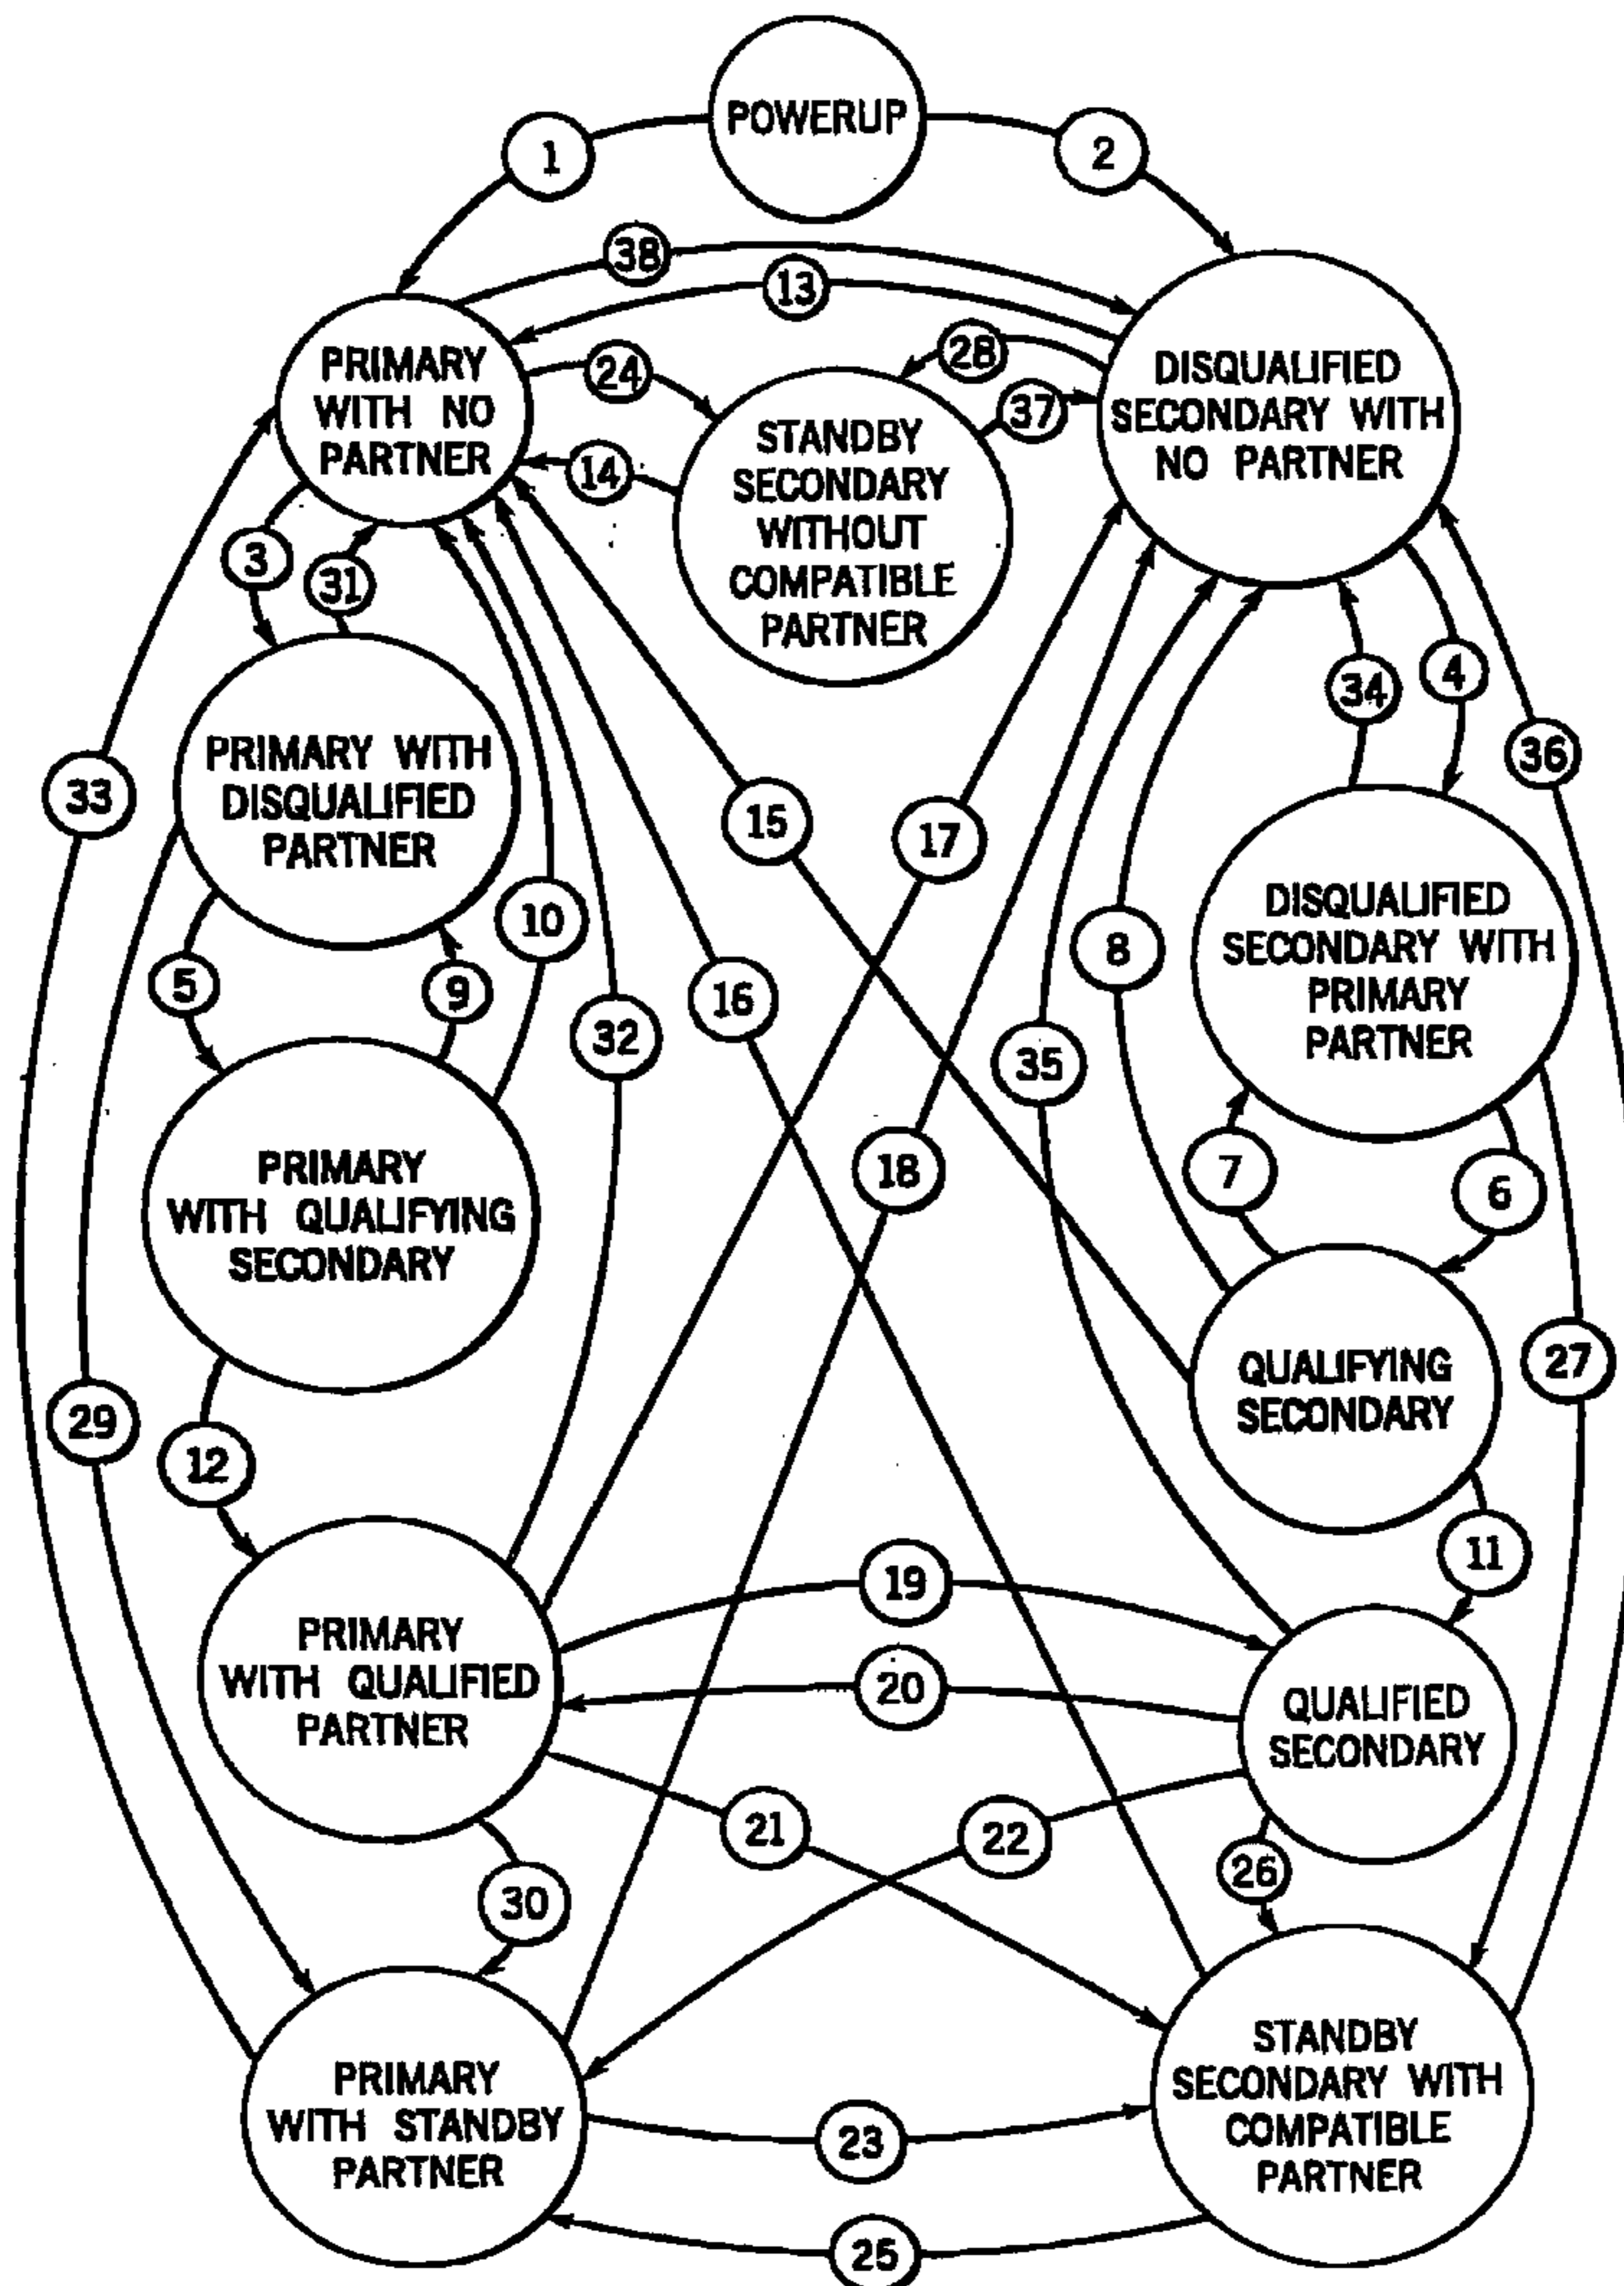 POWERUP
1
2
38
13
28
24
37
14
PRIMARY
WITH NO
PARTNER
STANDBY
SECONDARY
WITHOUT
COMPATIBLE
PARTNER
DISQUALIFIED
SECONDARY WITH
NO PARTNER
3
31
34
4
36
33
PRIMARY WITH
DISQUALIFIED
PARTNER
15
17
10
8
DISQUALIFIED
SECONDARY WITH
PRIMARY
PARTNER
5
9
16
32
35
18
7
6
PRIMARY
WITH QUALIFYING
SECONDARY
QUALIFYING
SECONDARY
27
29
12
11
19
PRIMARY
WITH QUALIFIED
PARTNER
20
QUALIFIED
SECONDARY
21
22
26
30
PRIMARY
WITH STANDBY
PARTNER
STANDBY
SECONDARY WITH
COMPATIBLE
PARTNER
23
25